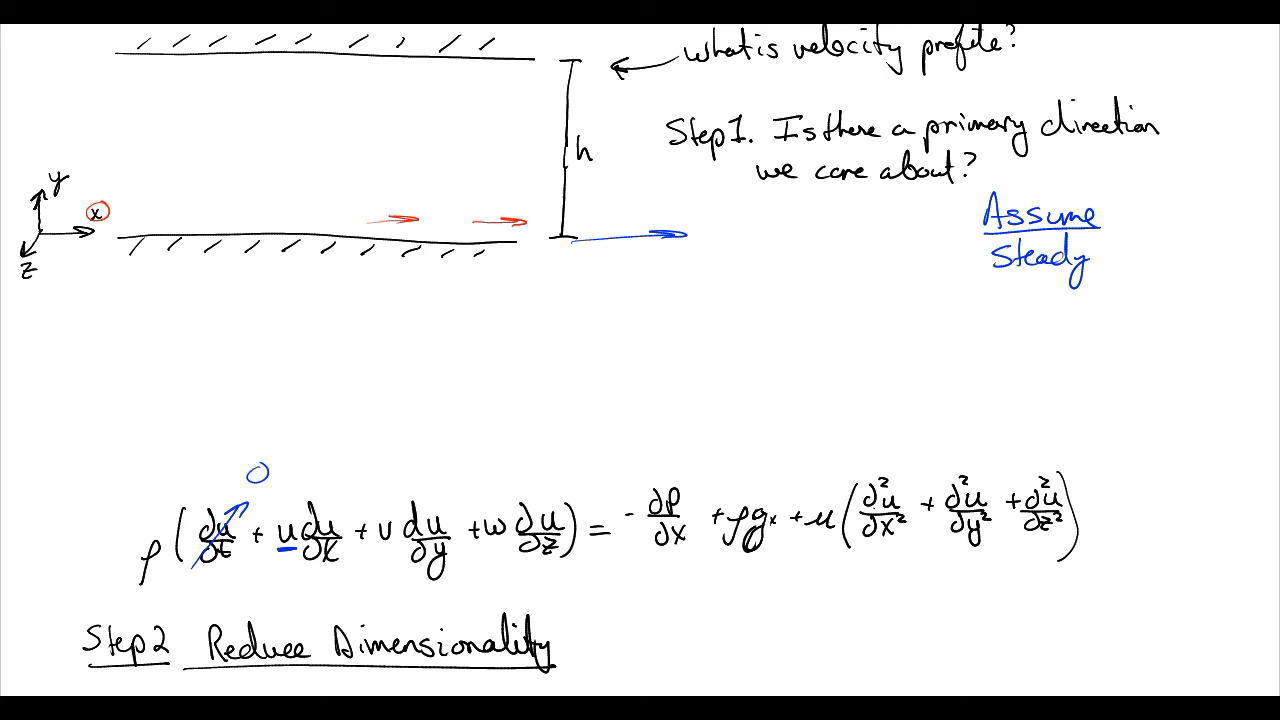 What is velocity profile?
h
Step 1. Is there a primary direction
we care about?
y
x
z
Assume
Steady
0
ρ(∂u/∂t + u ∂u/∂x + v ∂u/∂y + w ∂u/∂z) = -∂P/∂x + ρgₓ + μ(∂²u/∂x² + ∂²u/∂y² + ∂²u/∂z²)
Step 2 Reduce Dimensionality